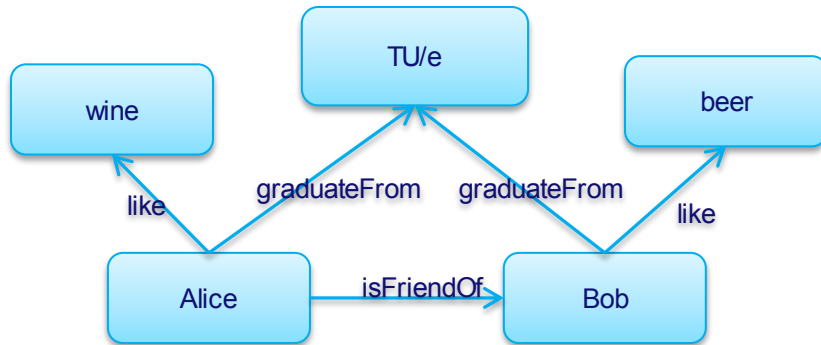 TU/e
wine
beer
graduateFrom
graduateFrom
like
like
Alice
isFriendOf
Bob